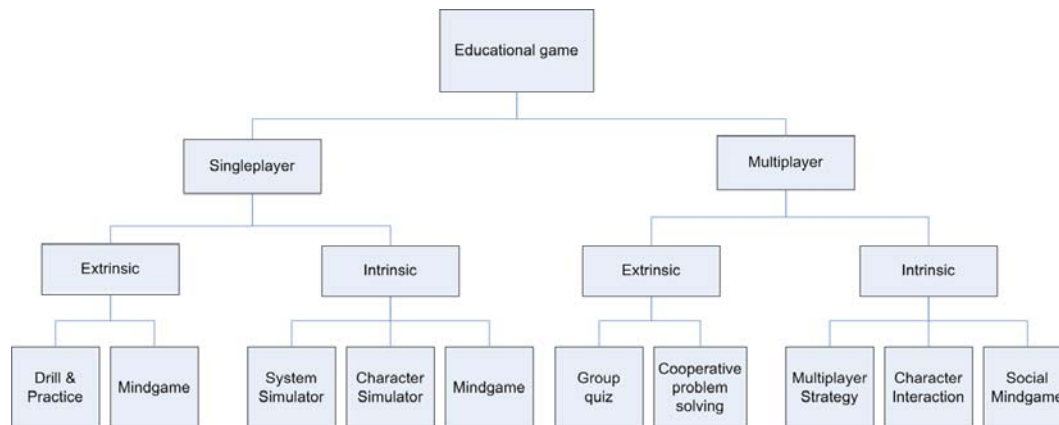 Educational game
Singleplayer
Multiplayer
Extrinsic
Intrinsic
Extrinsic
Intrinsic
Drill &
Practice
Mindgame
System
Simulator
Character
Simulator
Mindgame
Group
quiz
Cooperative
problem
solving
Multiplayer
Strategy
Character
Interaction
Social
Mindgame